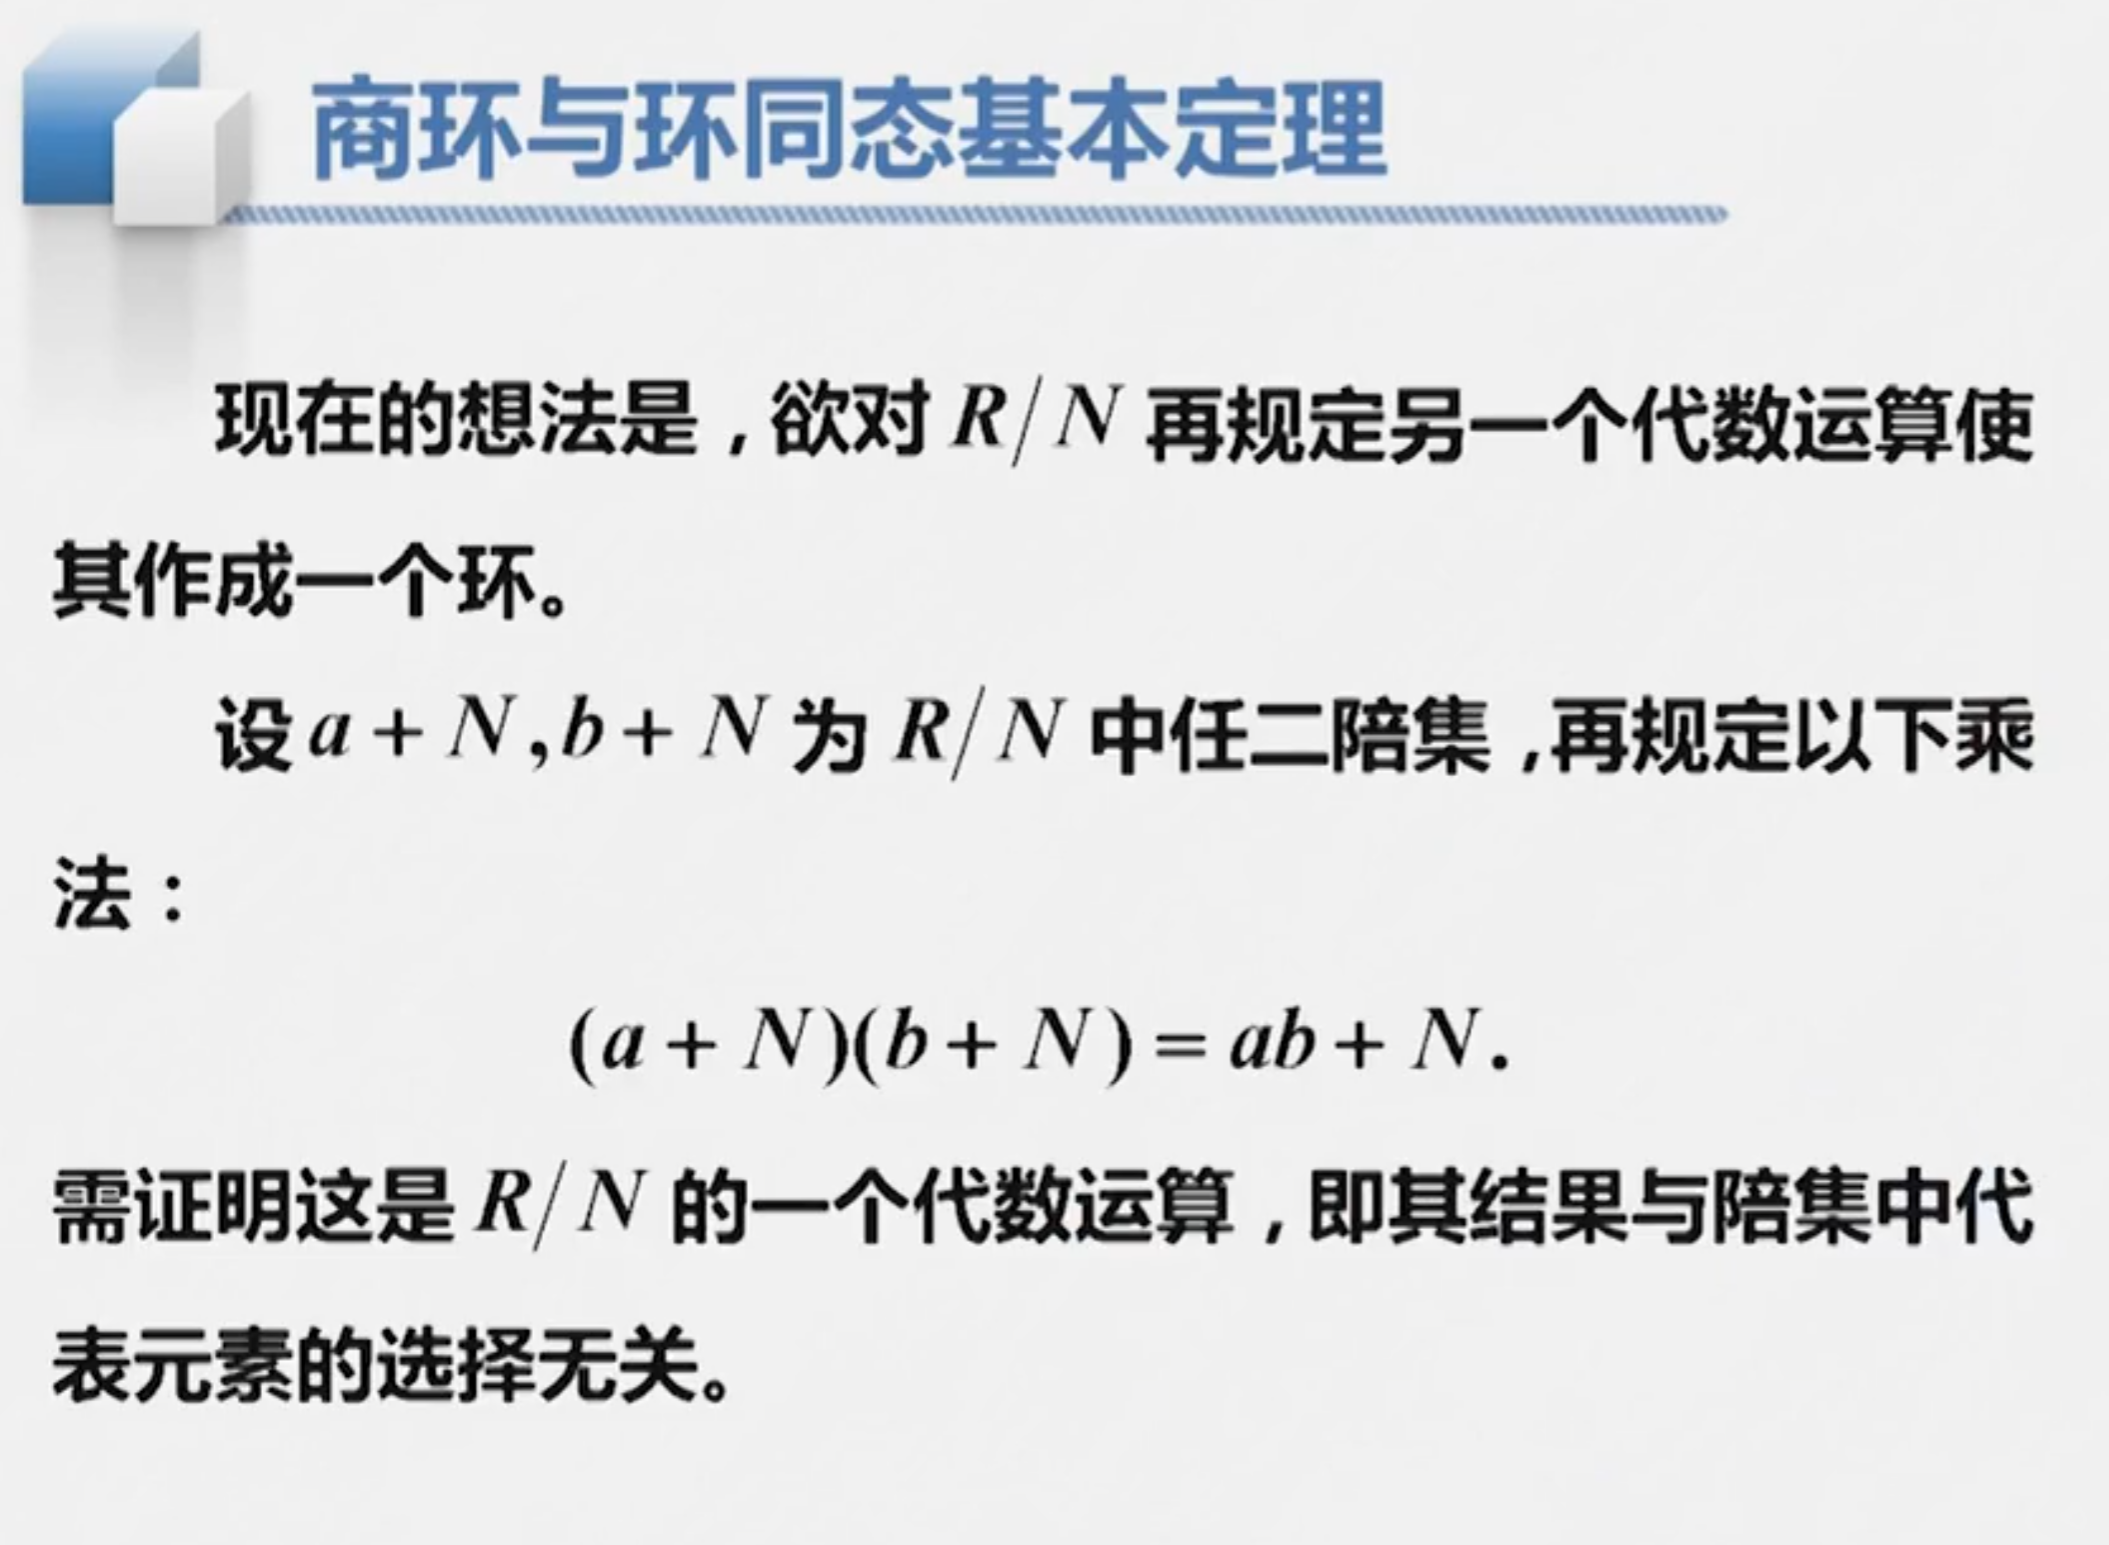 商环与环同态基本定理
现在的想法是，欲对 R/N 再规定另一个代数运算使
其作成一个环。
设 a + N, b + N 为 R/N 中任二陪集，再规定以下乘
法：
(a + N)(b + N) = ab + N.
需证明这是 R/N 的一个代数运算，即其结果与陪集中代
表元素的选择无关。